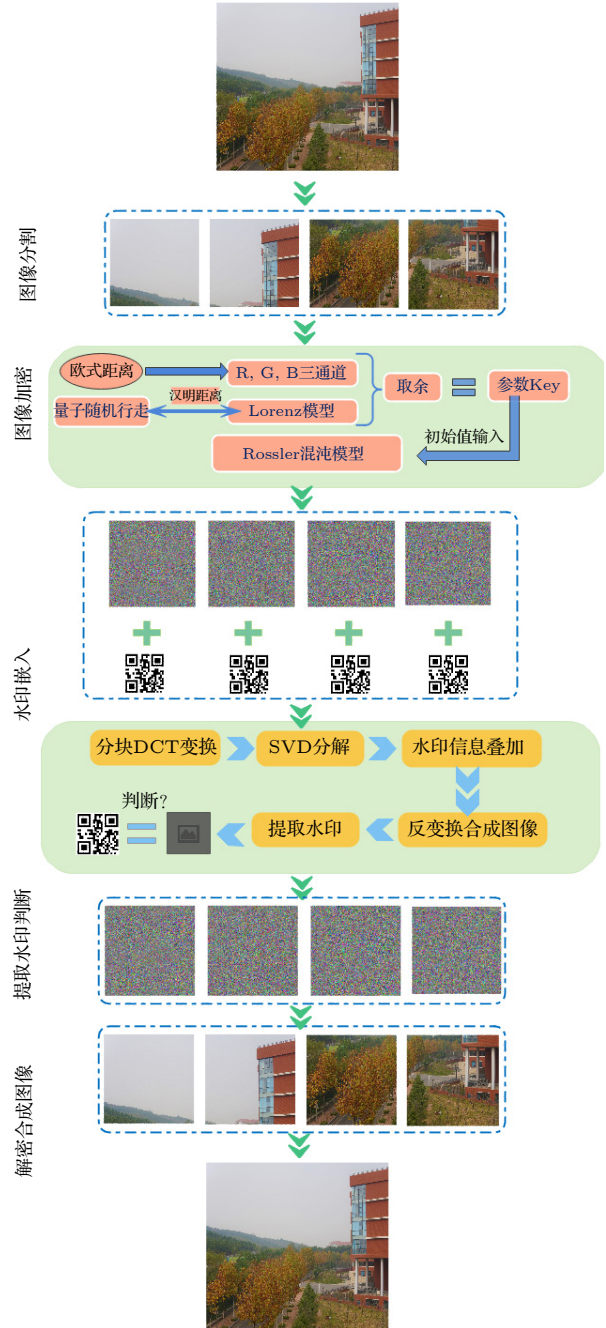 图像分割
图像加密
欧式距离
R, G, B三通道
取余
参数Key
量子随机行走
汉明距离
Lorenz模型
初始值输入
Rossler混沌模型
水印嵌入
分块DCT变换
SVD分解
水印信息叠加
判断?
提取水印
反变换合成图像
提取水印判断
解密合成图像